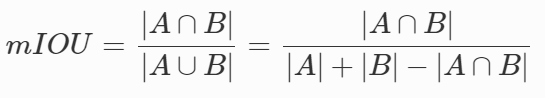 mIOU = |A ∩ B| / |A ∪ B| = |A ∩ B| / (|A| + |B| − |A ∩ B|)